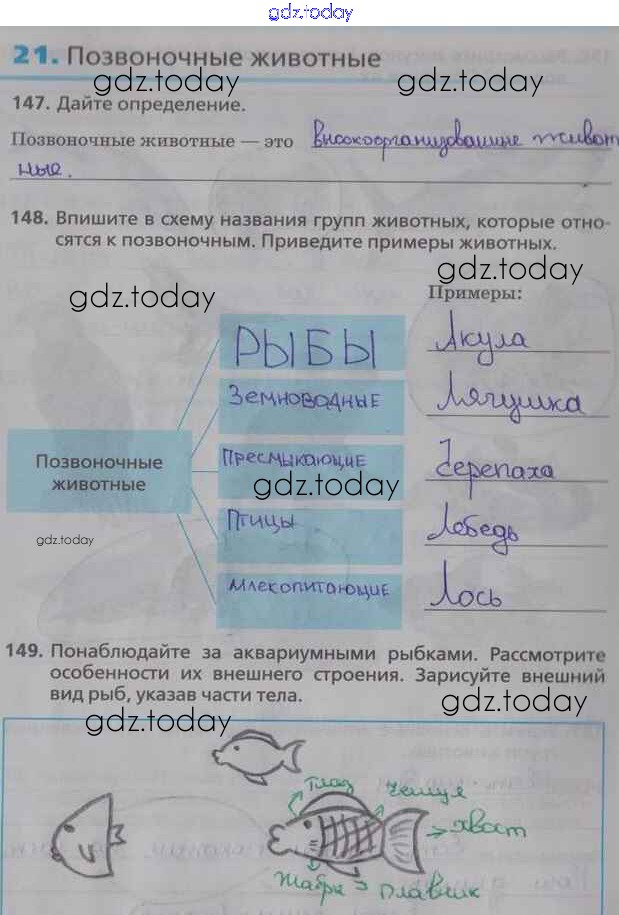 gdz.today
21. Позвоночные животные
gdz.today gdz.today
147. Дайте определение.
Позвоночные животные — это высокоорганизованные живот
ные.
148. Впишите в схему названия групп животных, которые отно-
сятся к позвоночным. Приведите примеры животных.
gdz.today
gdz.today
Примеры:
РЫБЫ Акула
Земноводные Лягушка
Позвоночные
животные
Пресмыкающие Черепаха
gdz.today
Птицы Лебедь
gdz.today
млекопитающие Лось
149. Понаблюдайте за аквариумными рыбками. Рассмотрите
особенности их внешнего строения. Зарисуйте внешний
вид рыб, указав части тела.
gdz.today gdz.today
глаз чешуя
хвост
жабры плавник